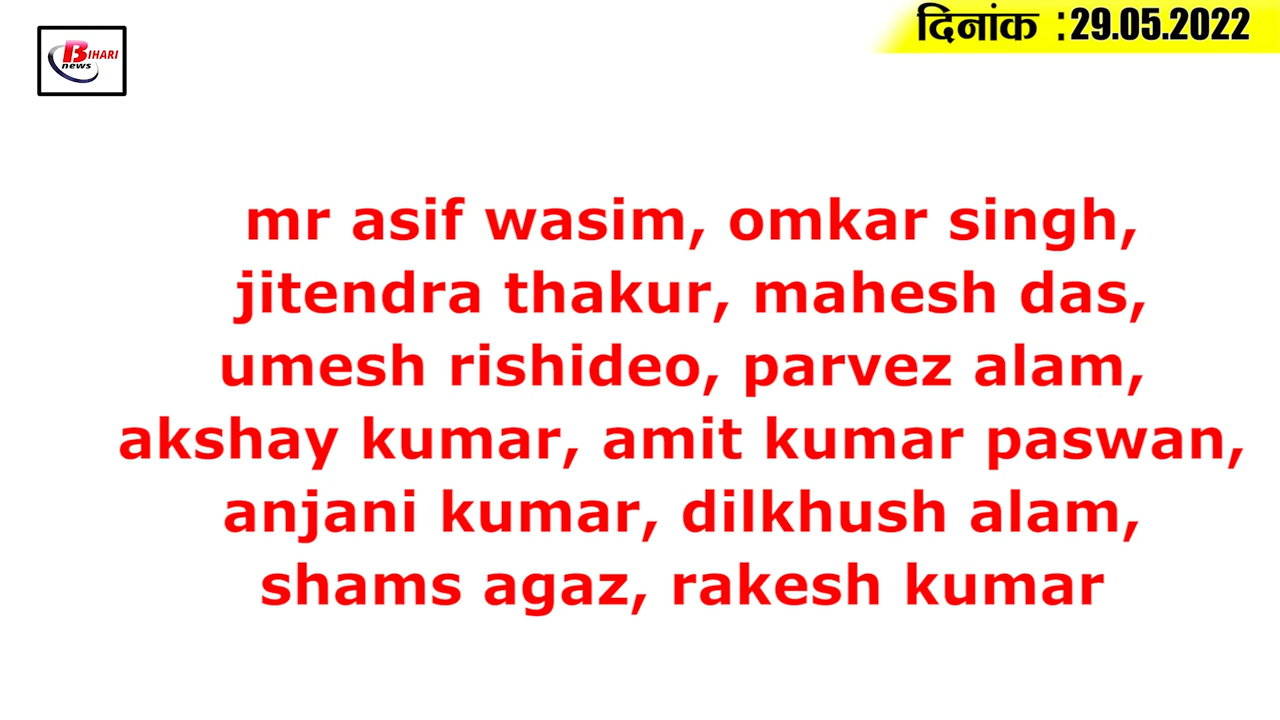 BIHARI
news
दिनांक :29.05.2022
mr asif wasim, omkar singh,
jitendra thakur, mahesh das,
umesh rishideo, parvez alam,
akshay kumar, amit kumar paswan,
anjani kumar, dilkhush alam,
shams agaz, rakesh kumar